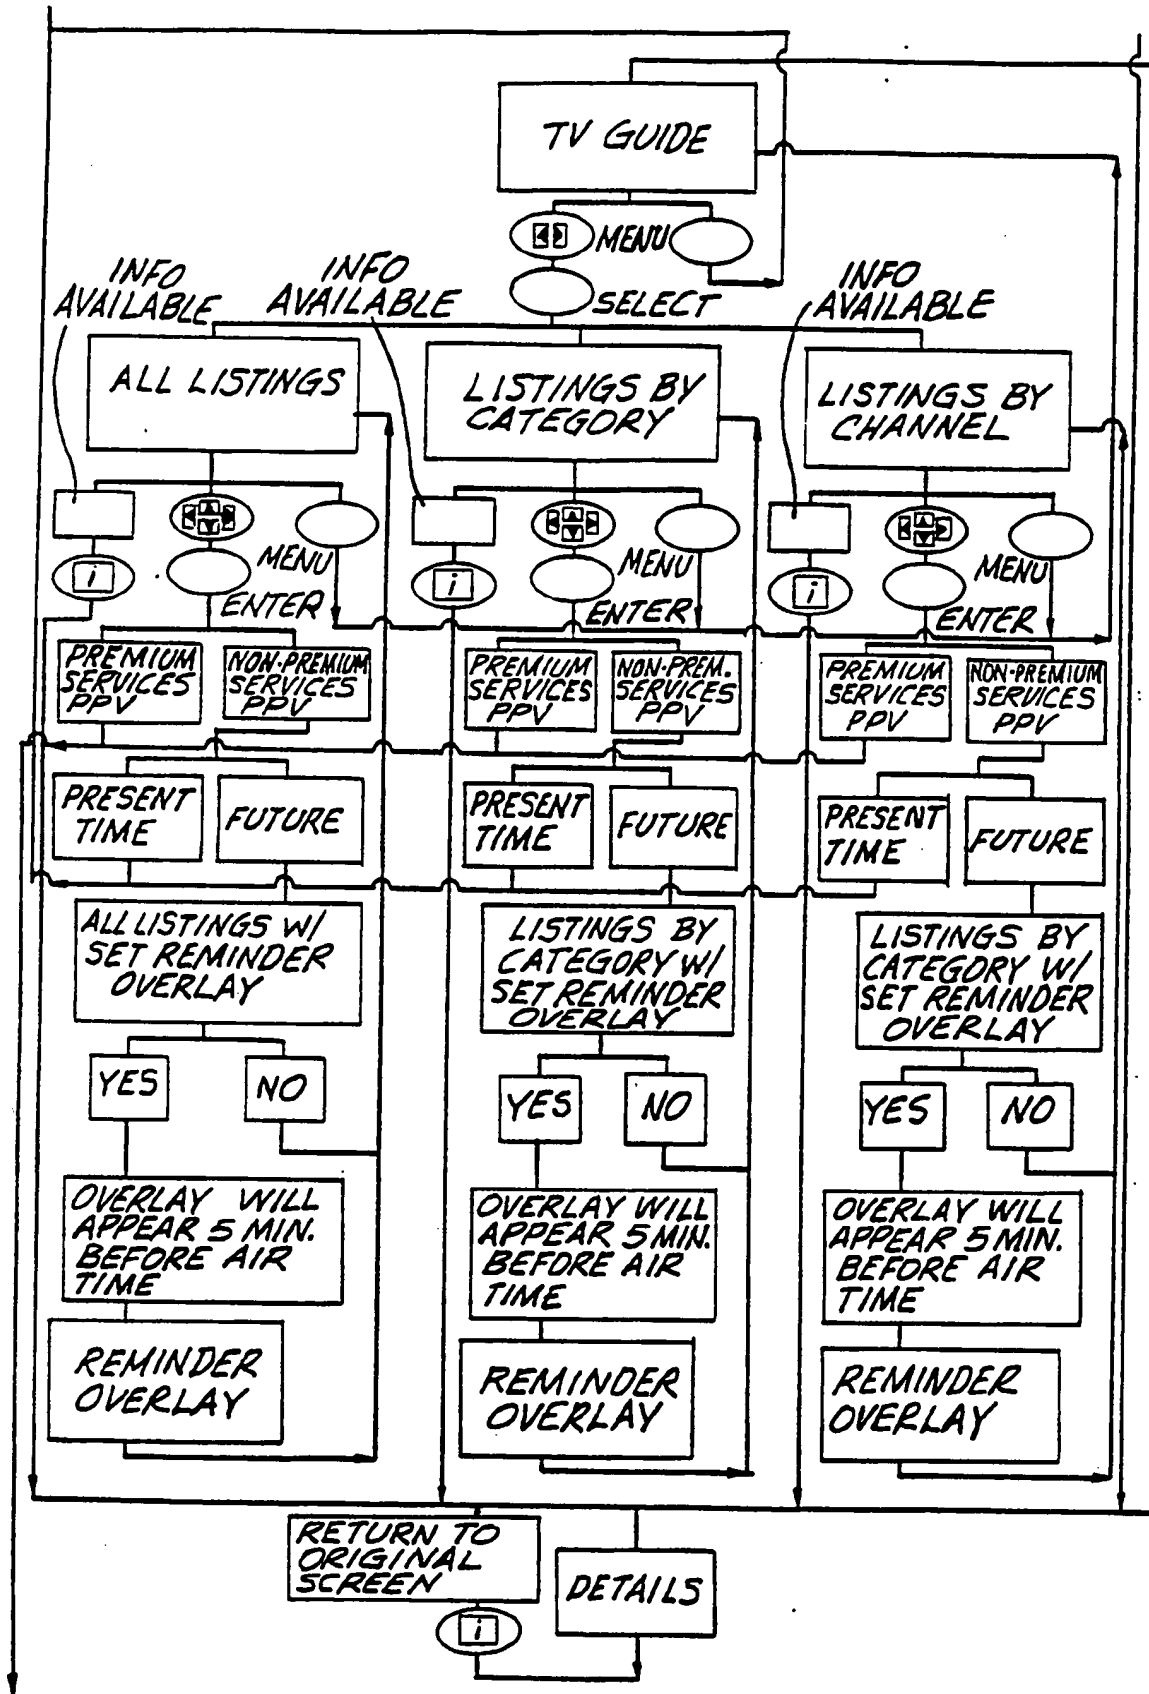 TV GUIDE
MENU
SELECT
INFO
AVAILABLE
INFO
AVAILABLE
INFO
AVAILABLE
ALL LISTINGS
LISTINGS BY
CATEGORY
LISTINGS BY
CHANNEL
i
MENU
ENTER
i
MENU
ENTER
i
MENU
ENTER
PREMIUM
SERVICES
PPV
NON-PREMIUM
SERVICES
PPV
PREMIUM
SERVICES
PPV
NON-PREM.
SERVICES
PPV
PREMIUM
SERVICES
PPV
NON-PREMIUM
SERVICES
PPV
PRESENT
TIME
FUTURE
PRESENT
TIME
FUTURE
PRESENT
TIME
FUTURE
ALL LISTINGS W/
SET REMINDER
OVERLAY
LISTINGS BY
CATEGORY W/
SET REMINDER
OVERLAY
LISTINGS BY
CATEGORY W/
SET REMINDER
OVERLAY
YES
NO
YES
NO
YES
NO
OVERLAY WILL
APPEAR 5 MIN.
BEFORE AIR
TIME
OVERLAY WILL
APPEAR 5 MIN.
BEFORE AIR
TIME
OVERLAY WILL
APPEAR 5 MIN.
BEFORE AIR
TIME
REMINDER
OVERLAY
REMINDER
OVERLAY
REMINDER
OVERLAY
RETURN TO
ORIGINAL
SCREEN
i
DETAILS